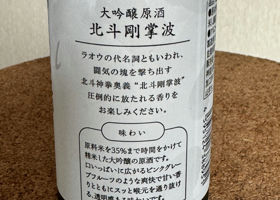 大吟醸原酒
北斗剛掌波
ラオウの代名詞ともいわれ、
闘気の塊を撃ち出す
北斗神拳奥義“北斗剛掌波”
圧倒的に放たれる香りを
お楽しみください。
味わい
原料米を35%まで時間をかけて
精米した大吟醸の原酒です。
口いっぱいに広がるピンクグレー
プフルーツのような爽快で甘い香
りとともにスッと喉元を通り抜け
る、透明感ある味わいです。